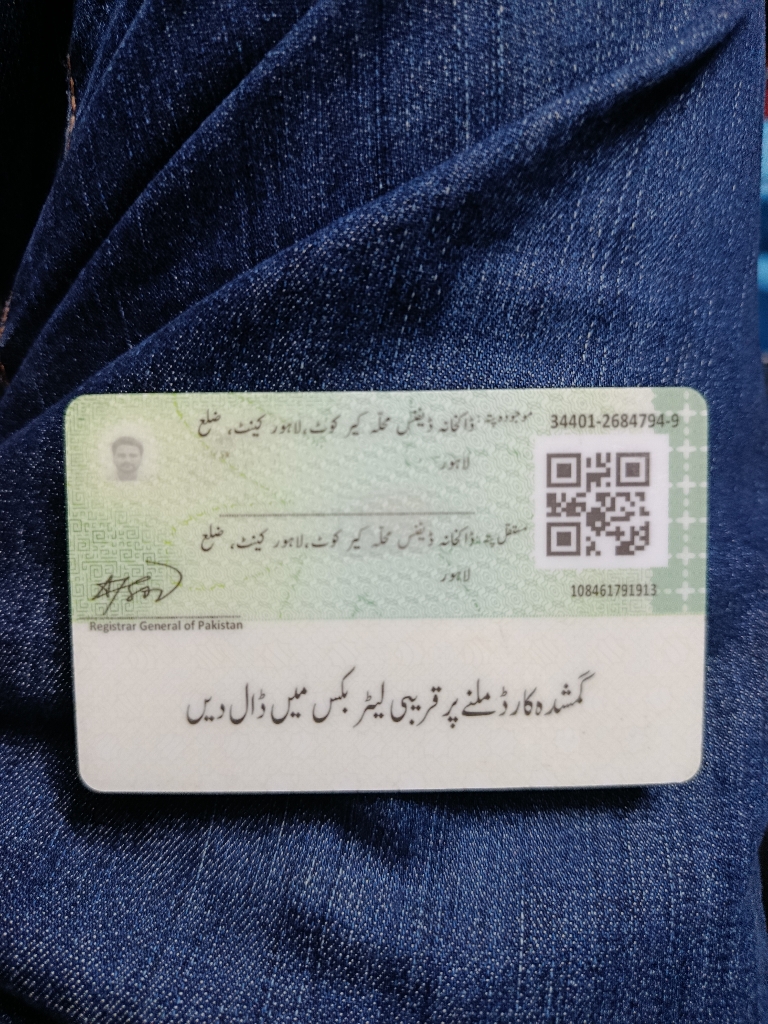 موجودہ پتہ: ڈاکخانہ ڈیفنس محلہ کیر کوٹ، لاہور کینٹ، ضلع
لاہور
34401-2684794-9
مستقل پتہ: ڈاکخانہ ڈیفنس محلہ کیر کوٹ، لاہور کینٹ، ضلع
لاہور
108461791913
Registrar General of Pakistan
گمشدہ کارڈ ملنے پر قریبی لیٹر بکس میں ڈال دیں